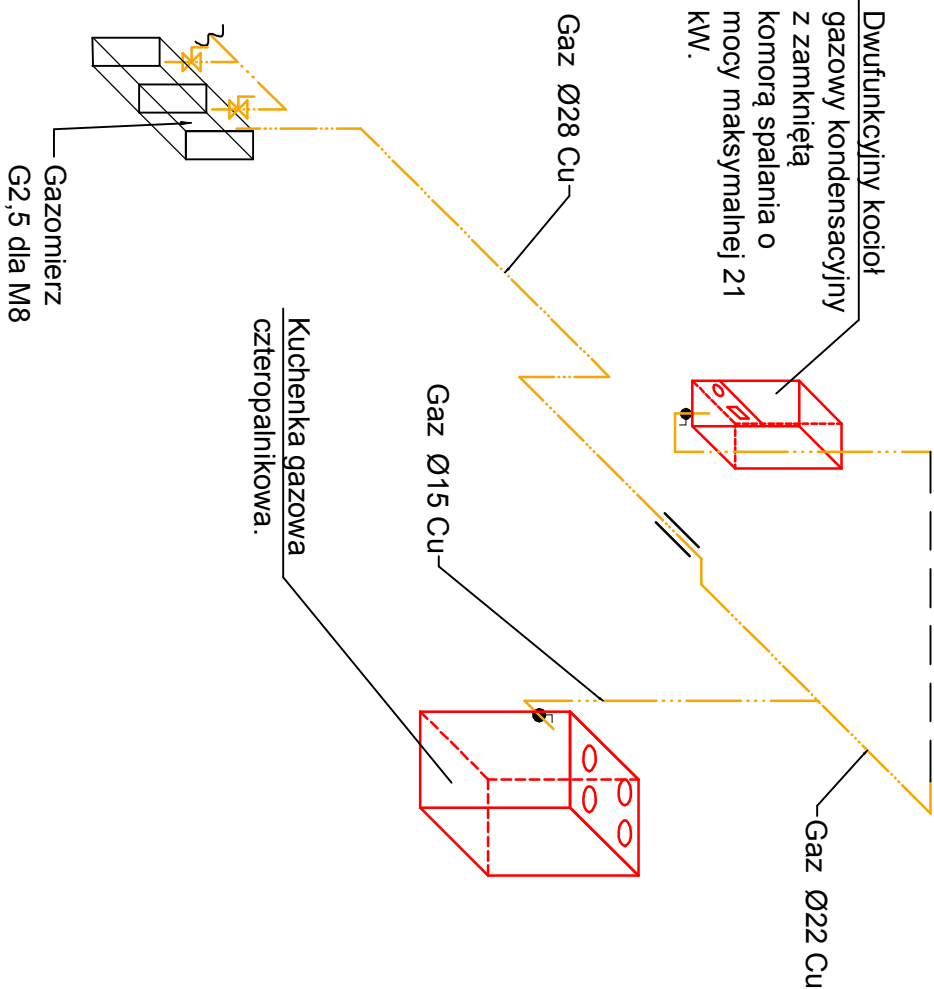 Dwufunkcyjny kocioł
gazowy kondensacyjny
z zamkniętą
komorą spalania o
mocy maksymalnej 21
kW.
Gaz Ø22 Cu
Gaz Ø28 Cu
Gaz Ø15 Cu
Kuchenka gazowa
czteropalnikowa.
Gazomierz
G2,5 dla M8